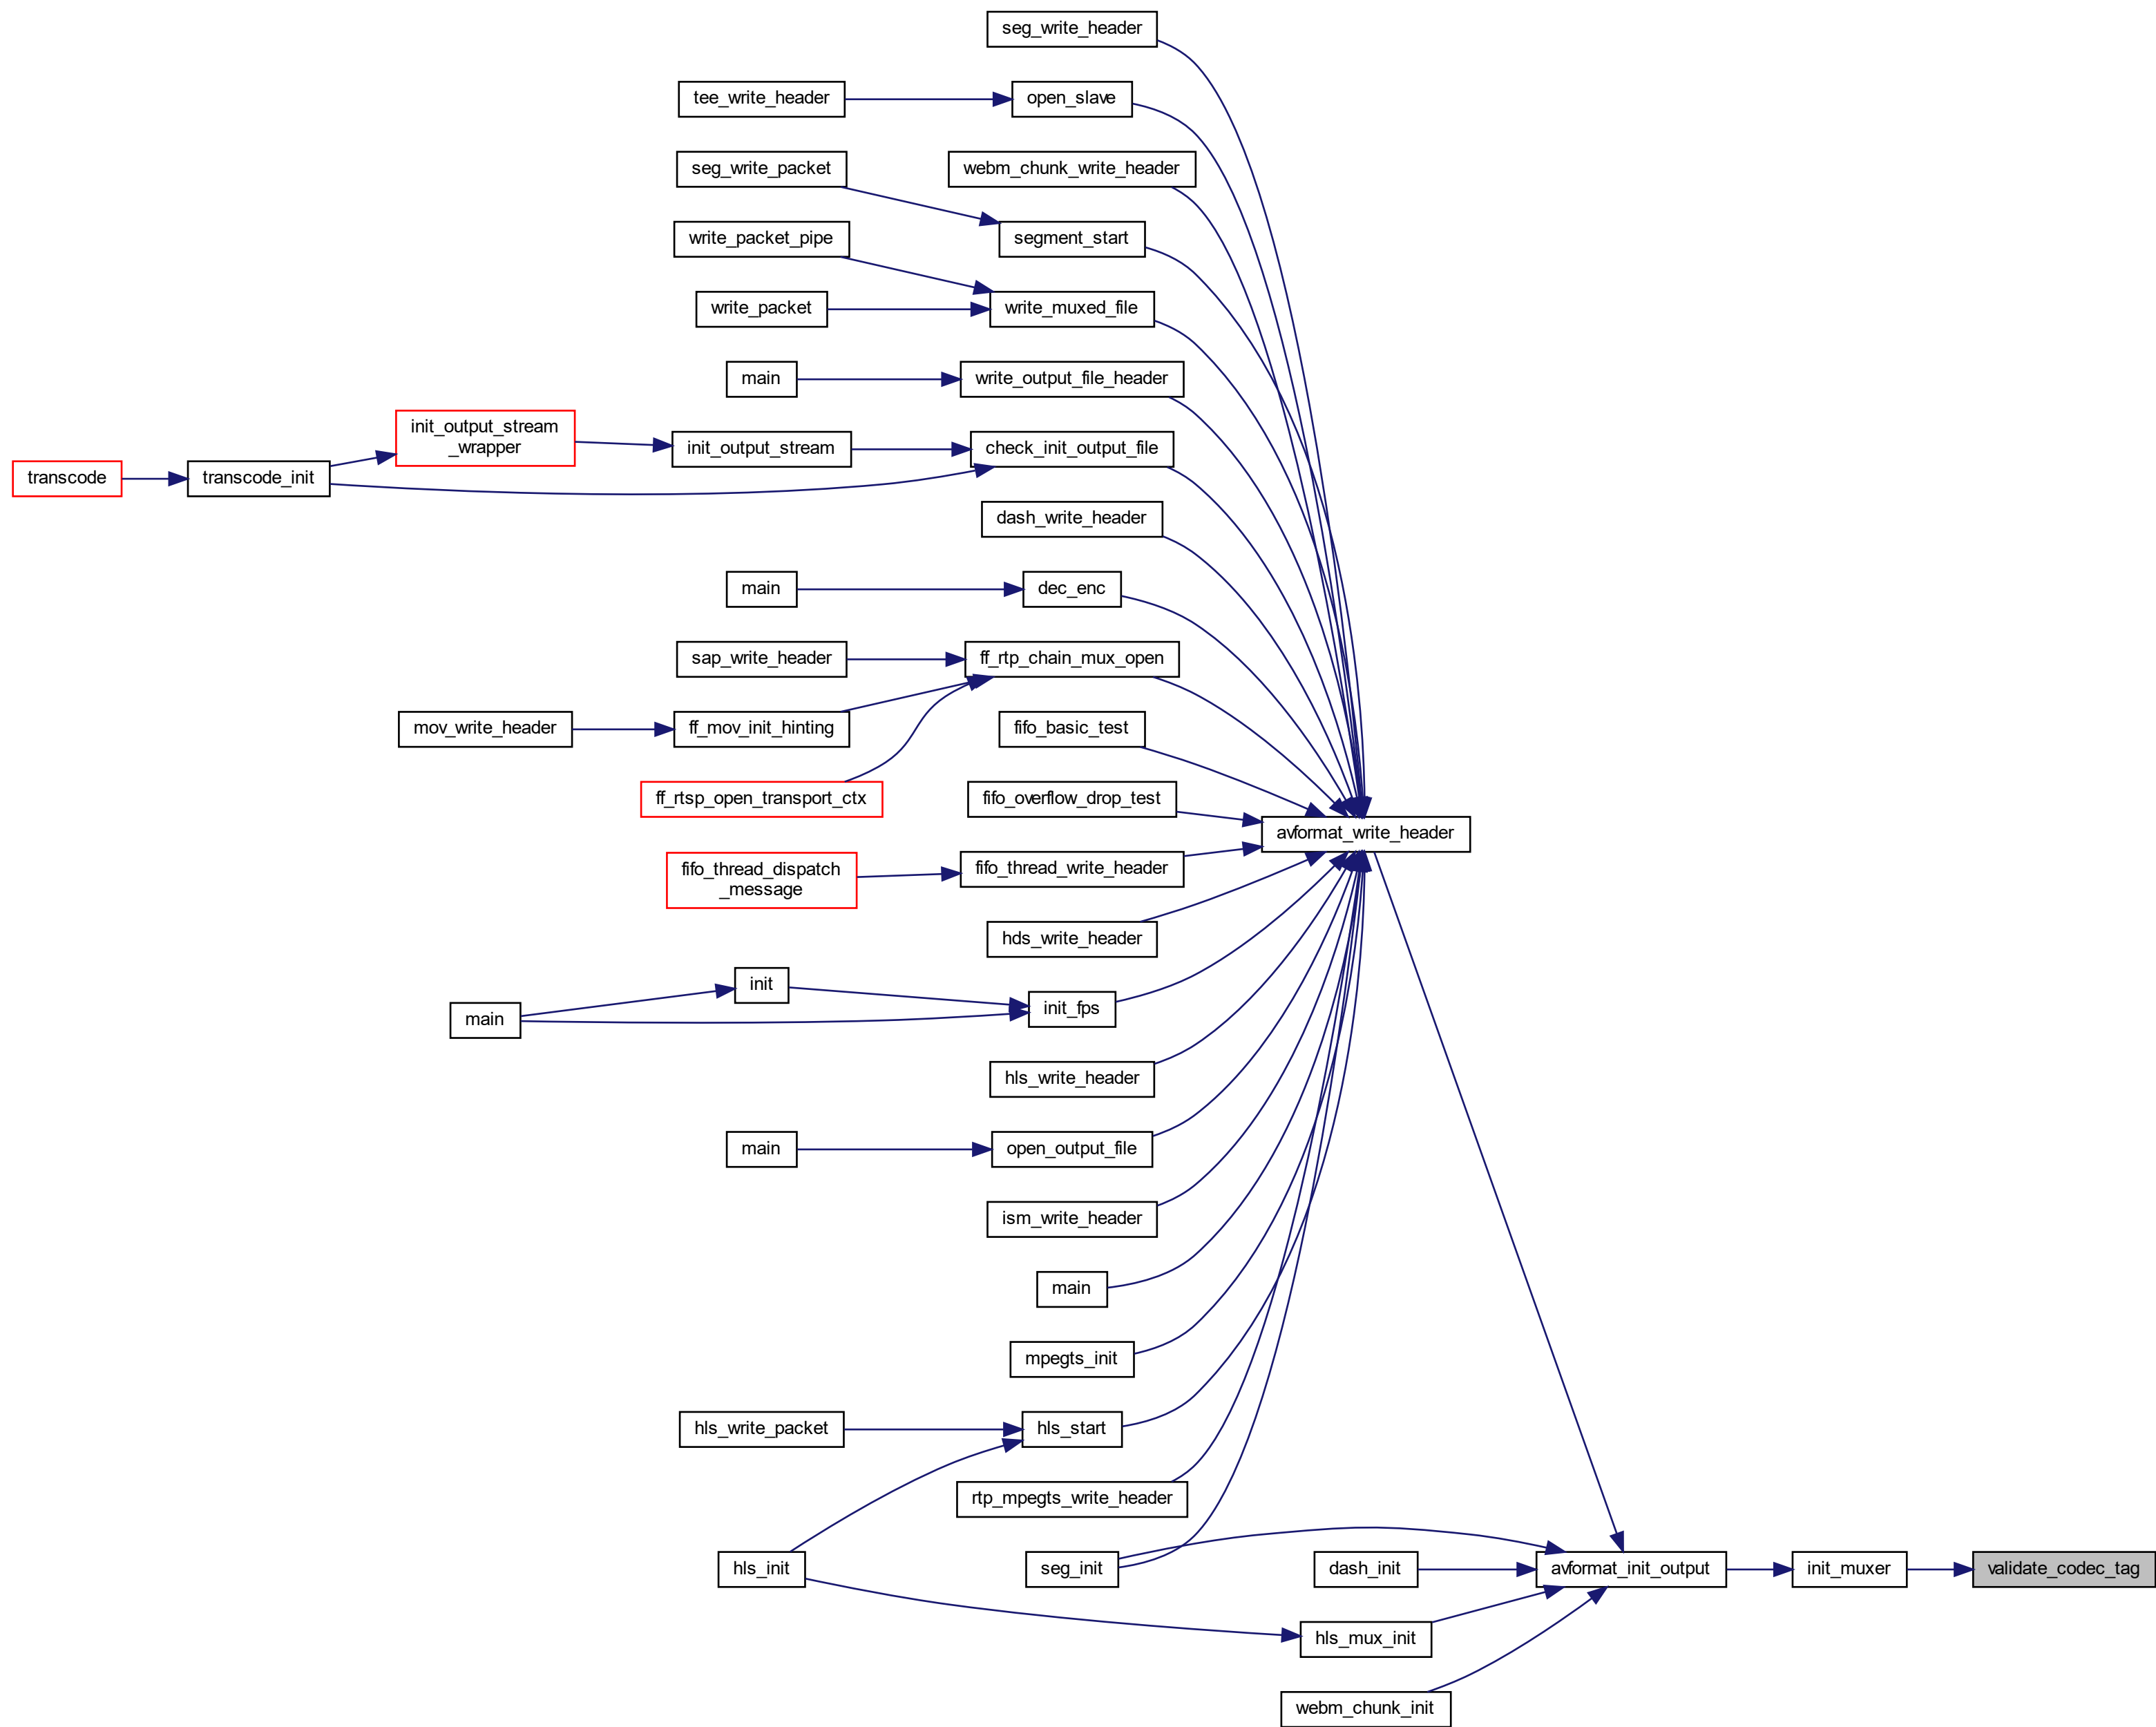 seg_write_header
tee_write_header
open_slave
seg_write_packet
webm_chunk_write_header
write_packet_pipe
segment_start
write_packet
write_muxed_file
main
write_output_file_header
init_output_stream
_wrapper
init_output_stream
check_init_output_file
transcode
transcode_init
dash_write_header
main
dec_enc
sap_write_header
ff_rtp_chain_mux_open
mov_write_header
ff_mov_init_hinting
fifo_basic_test
ff_rtsp_open_transport_ctx
fifo_overflow_drop_test
avformat_write_header
fifo_thread_dispatch
_message
fifo_thread_write_header
hds_write_header
init
main
init_fps
hls_write_header
main
open_output_file
ism_write_header
main
mpegts_init
hls_write_packet
hls_start
rtp_mpegts_write_header
hls_init
seg_init
dash_init
avformat_init_output
init_muxer
validate_codec_tag
hls_mux_init
webm_chunk_init